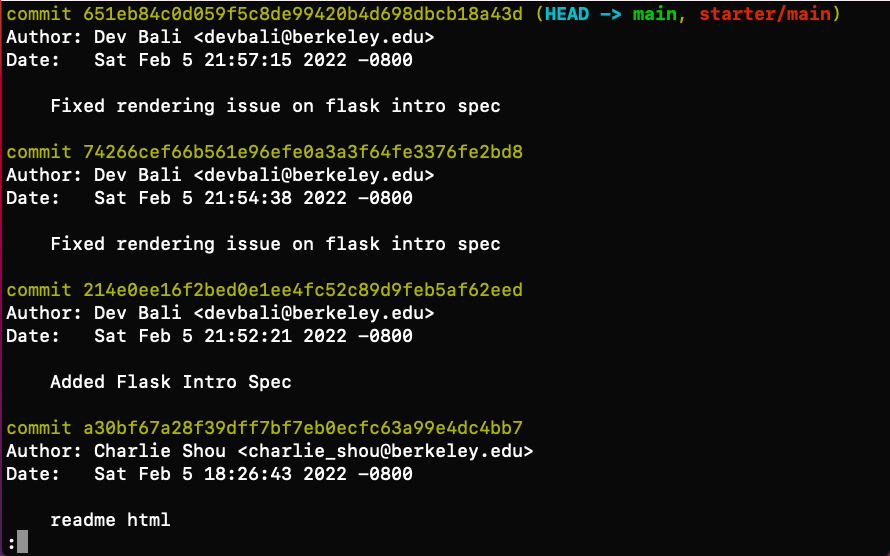 commit 651eb84c0d059f5c8de99420b4d698dbcb18a43d (HEAD -> main, starter/main)
Author: Dev Bali <devbali@berkeley.edu>
Date:   Sat Feb 5 21:57:15 2022 -0800
    Fixed rendering issue on flask intro spec
commit 74266cef66b561e96efe0a3a3f64fe3376fe2bd8
Author: Dev Bali <devbali@berkeley.edu>
Date:   Sat Feb 5 21:54:38 2022 -0800
    Fixed rendering issue on flask intro spec
commit 214e0ee16f2bed0e1ee4fc52c89d9feb5af62eed
Author: Dev Bali <devbali@berkeley.edu>
Date:   Sat Feb 5 21:52:21 2022 -0800
    Added Flask Intro Spec
commit a30bf67a28f39dff7bf7eb0ecfc63a99e4dc4bb7
Author: Charlie Shou <charlie_shou@berkeley.edu>
Date:   Sat Feb 5 18:26:43 2022 -0800
    readme html
: